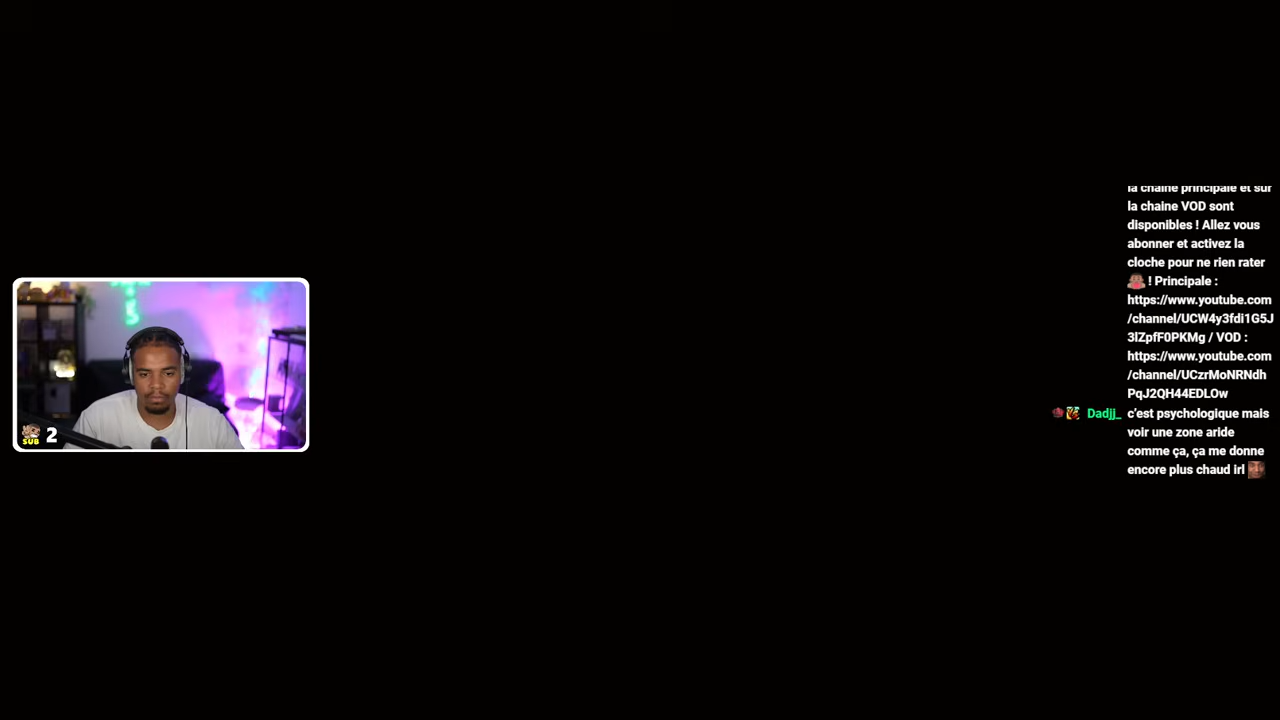 la chaine principale et sur
la chaine VOD sont
disponibles ! Allez vous
abonner et activez la
cloche pour ne rien rater
! Principale :
https://www.youtube.com
/channel/UCW4y3fdi1G5J
3lZpfF0PKMg / VOD :
https://www.youtube.com
/channel/UCzrMoNRNdh
PqJ2QH44EDLOw
Dadjj_ c'est psychologique mais
voir une zone aride
comme ça, ça me donne
encore plus chaud irl
SUB 2